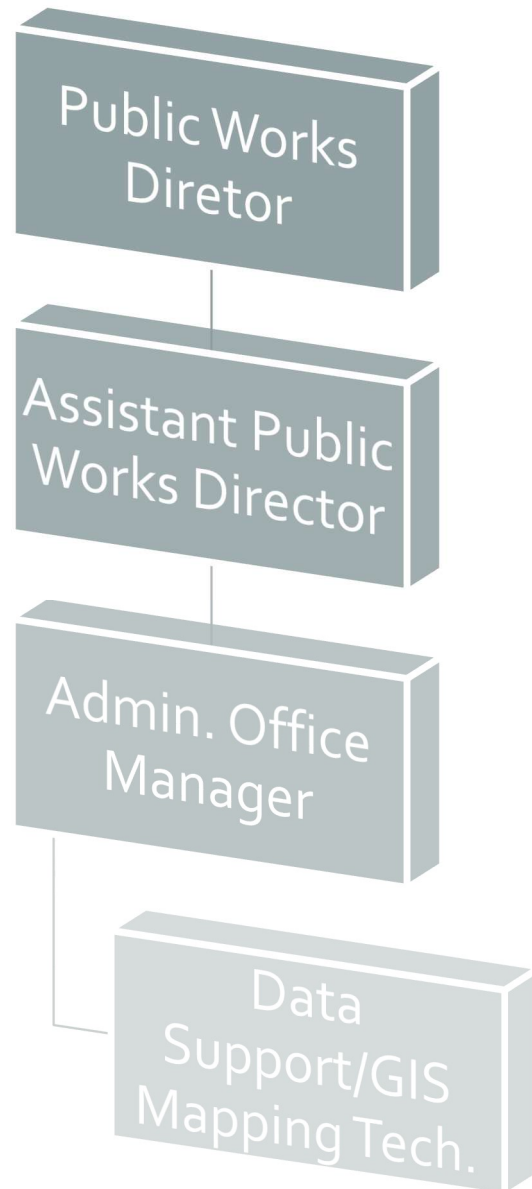 Public Works
Diretor
Assistant Public
Works Director
Admin. Office
Manager
Data
Support/GIS
Mapping Tech.